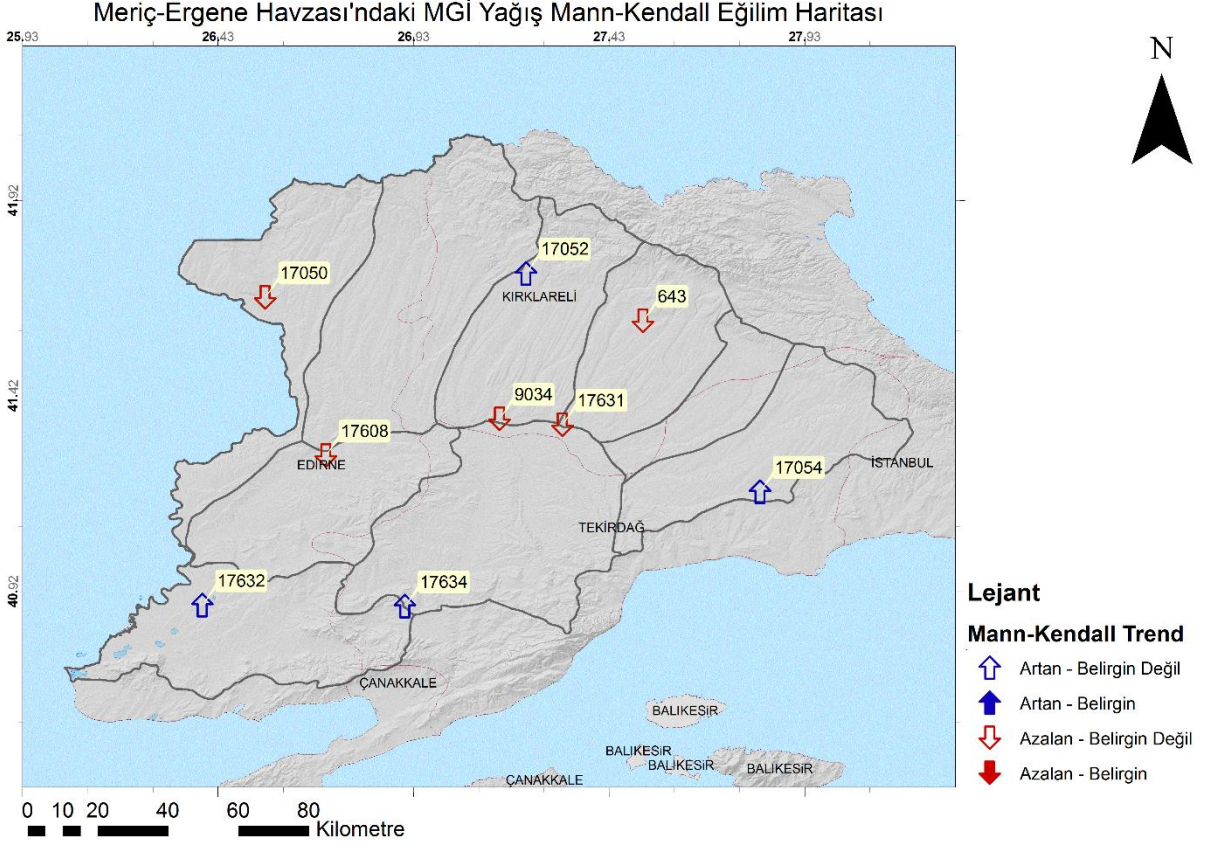 Meriç-Ergene Havzası'ndaki MGİ Yağış Mann-Kendall Eğilim Haritası
25.93 26.43 26.93 27.43 27.93
N
41.92
17052
17050
KIRKLARELİ
643
41.42
9034
17631
17608
EDİRNE
17054
İSTANBUL
TEKİRDAĞ
40.92
17632
17634
ÇANAKKALE
BALIKESİR
BALIKESİR
BALIKESİR
BALIKESİR
ÇANAKKALE
Lejant
Mann-Kendall Trend
Artan - Belirgin Değil
Artan - Belirgin
Azalan - Belirgin Değil
Azalan - Belirgin
0 10 20 40 60 80
Kilometre